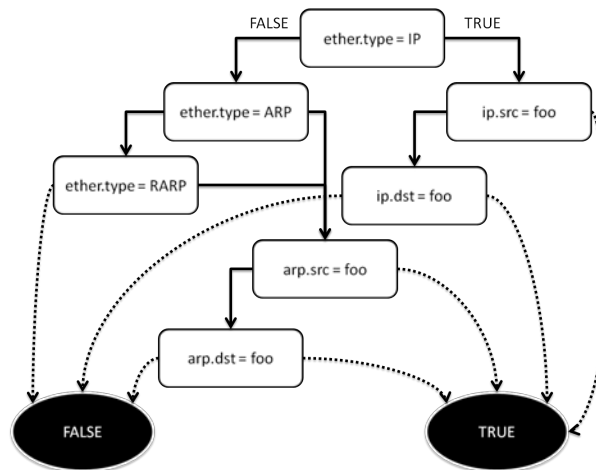 FALSE
TRUE
ether.type = IP
ether.type = ARP
ip.src = foo
ether.type = RARP
ip.dst = foo
arp.src = foo
arp.dst = foo
FALSE
TRUE